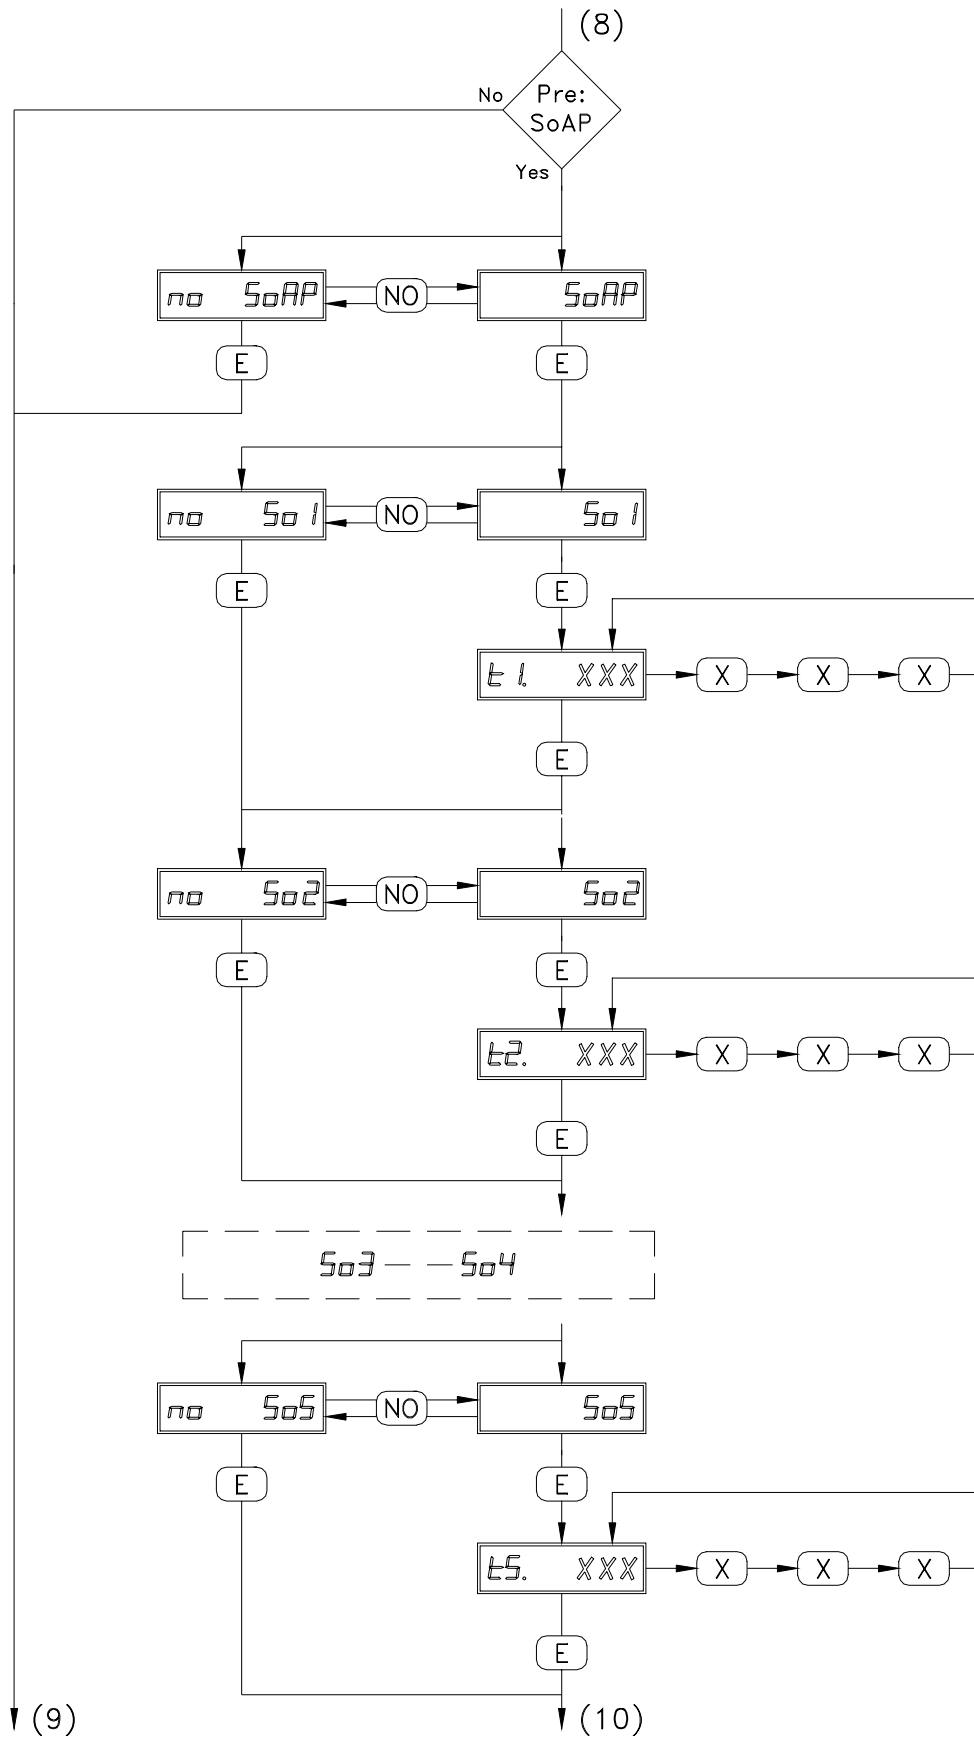 (8)
No
Pre:
SoAP
Yes
no SoAP
NO
SoAP
E
E
no So1
NO
So1
E
E
t1. XXX
X
X
X
E
no So2
NO
So2
E
E
t2. XXX
X
X
X
E
So3 — — So4
no So5
NO
So5
E
E
t5. XXX
X
X
X
E
(9)
(10)